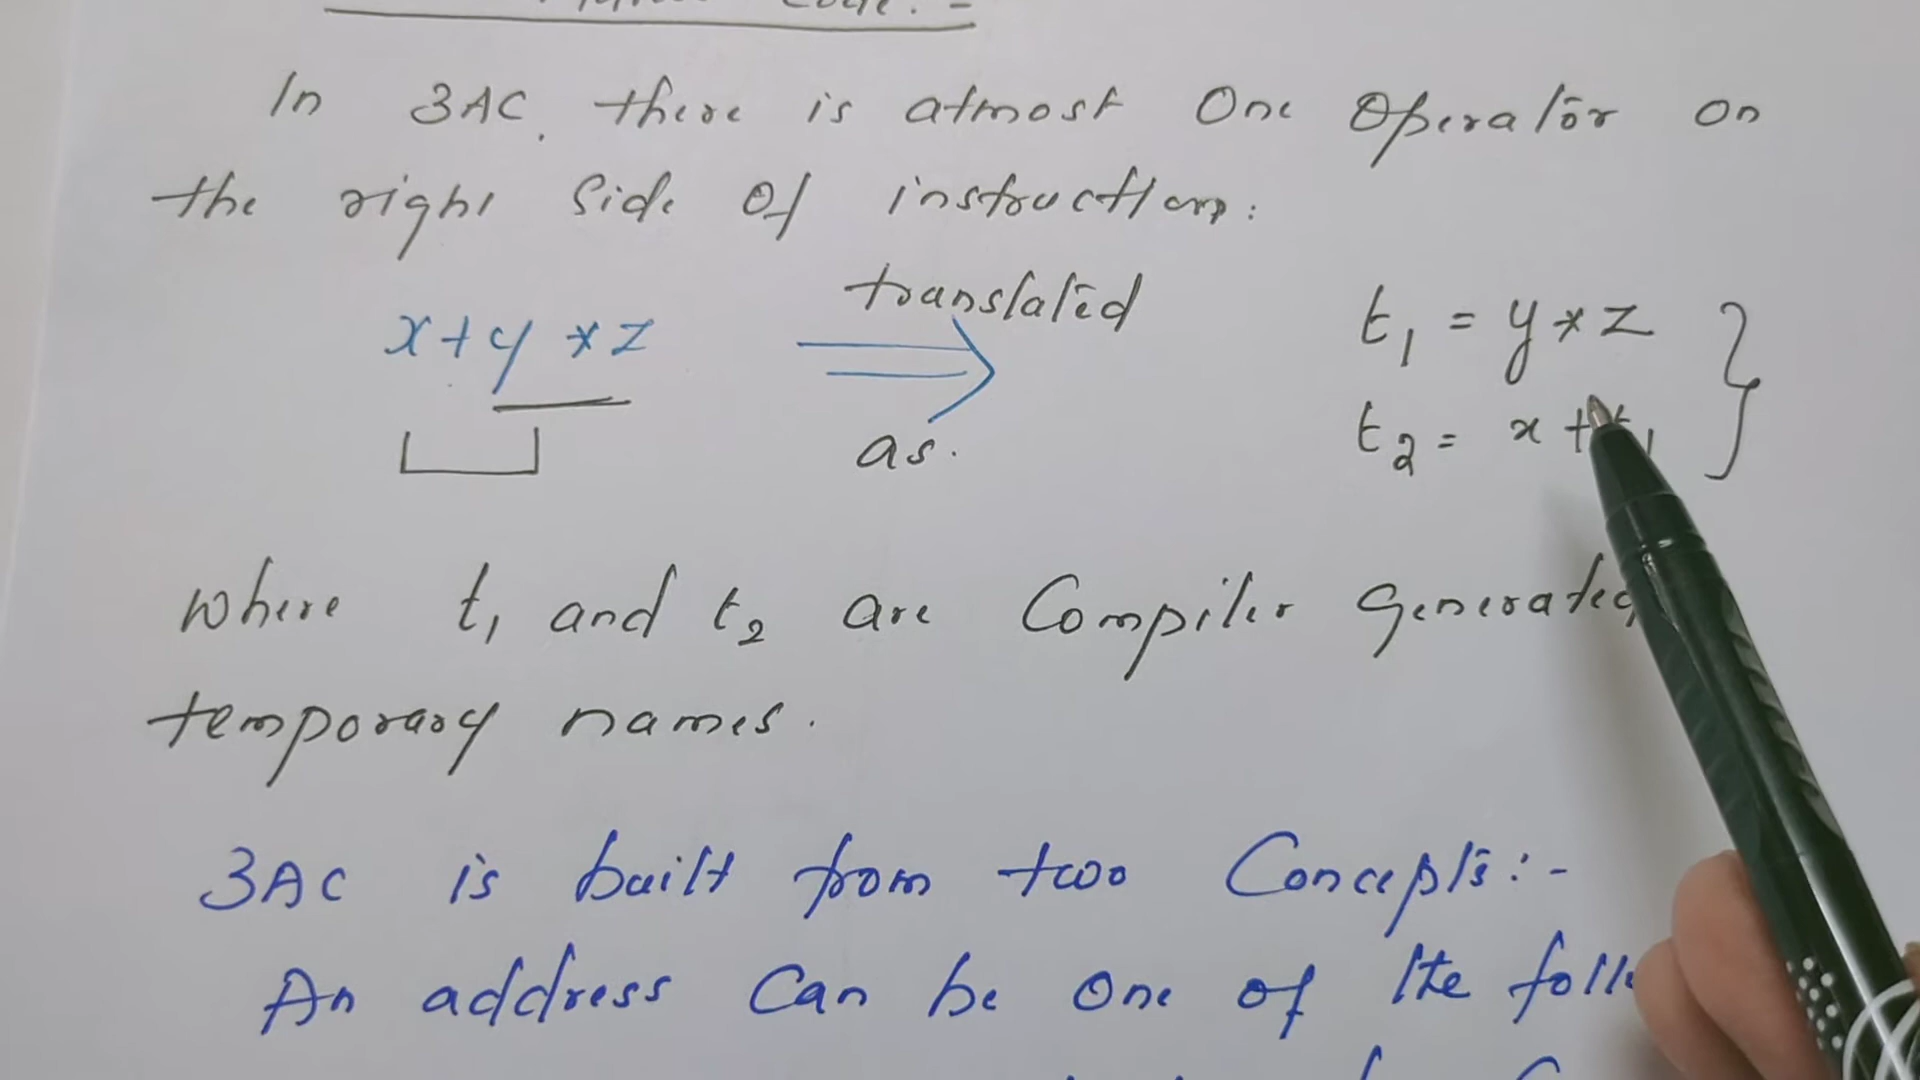 Code:-
In 3AC, there is atmost One Operator on
the right Side Of instruction:
translated
x+y*z
t1 = y*z
t2 = x+t1
as.
where t1 and t2 are Compiler Generated
temporary names.
3AC is built from two Concepts:-
An address Can be One of the